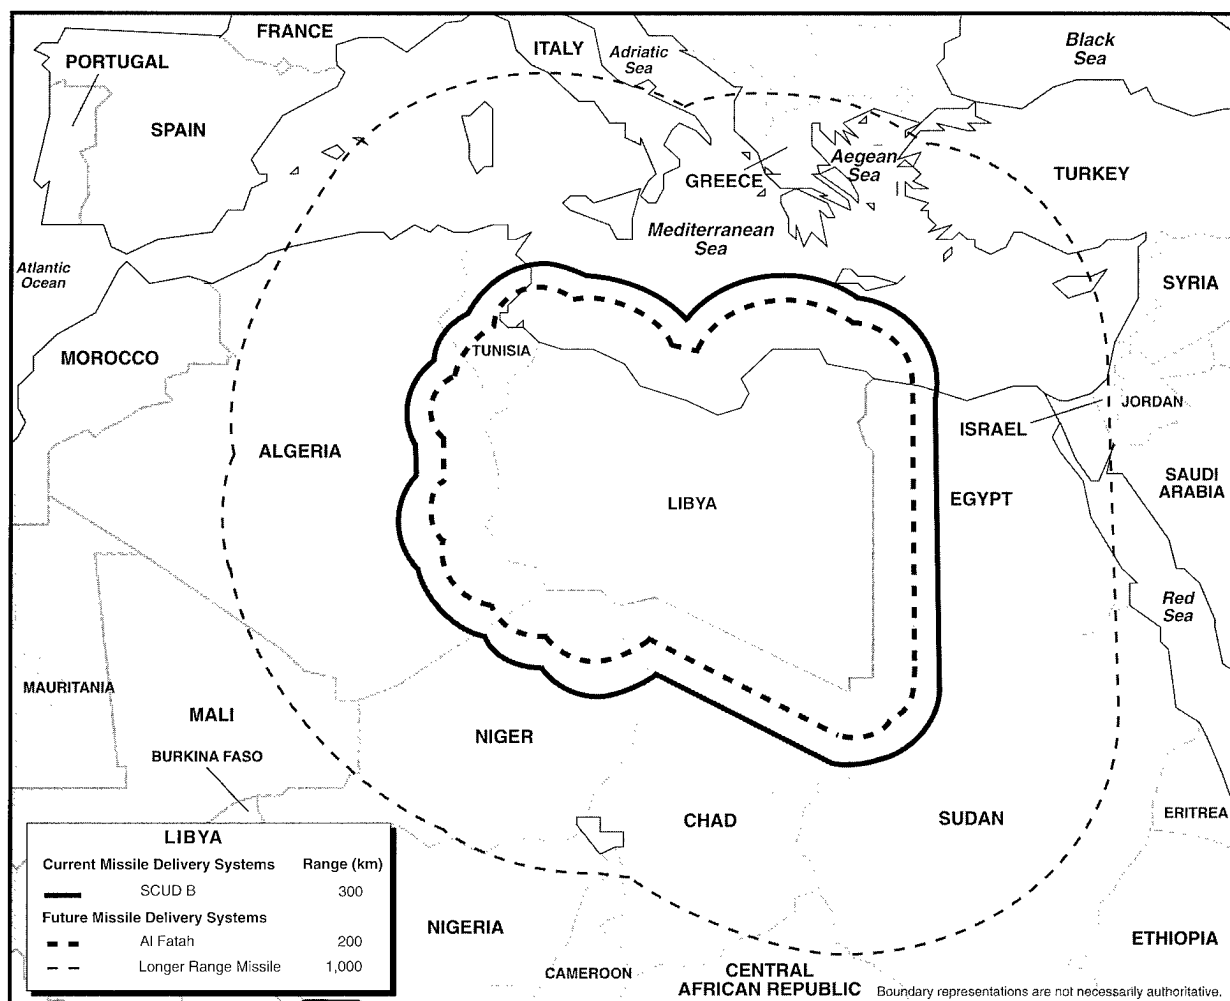 FRANCE
ITALY
Adriatic
Sea
Black
Sea
PORTUGAL
SPAIN
Aegean
Sea
GREECE
TURKEY
Mediterranean
Sea
Atlantic
Ocean
SYRIA
MOROCCO
TUNISIA
ISRAEL
JORDAN
ALGERIA
LIBYA
EGYPT
SAUDI
ARABIA
Red
Sea
MAURITANIA
MALI
NIGER
BURKINA FASO
CHAD
SUDAN
ERITREA
NIGERIA
ETHIOPIA
CAMEROON
CENTRAL
AFRICAN REPUBLIC
LIBYA
Current Missile Delivery Systems Range (km)
SCUD B 300
Future Missile Delivery Systems
Al Fatah 200
Longer Range Missile 1,000
Boundary representations are not necessarily authoritative.